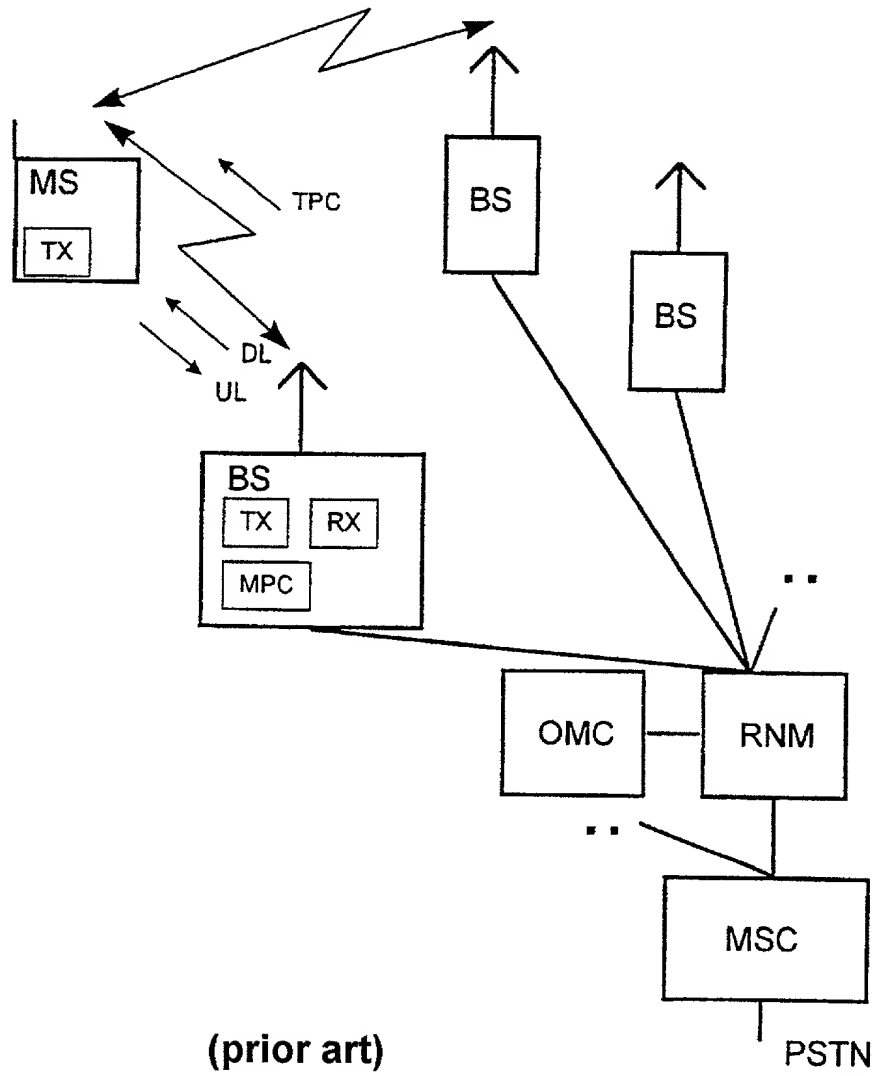 MS
TX
TPC
BS
BS
DL
UL
BS
TX RX
MPC
..
OMC
RNM
..
MSC
(prior art)
PSTN